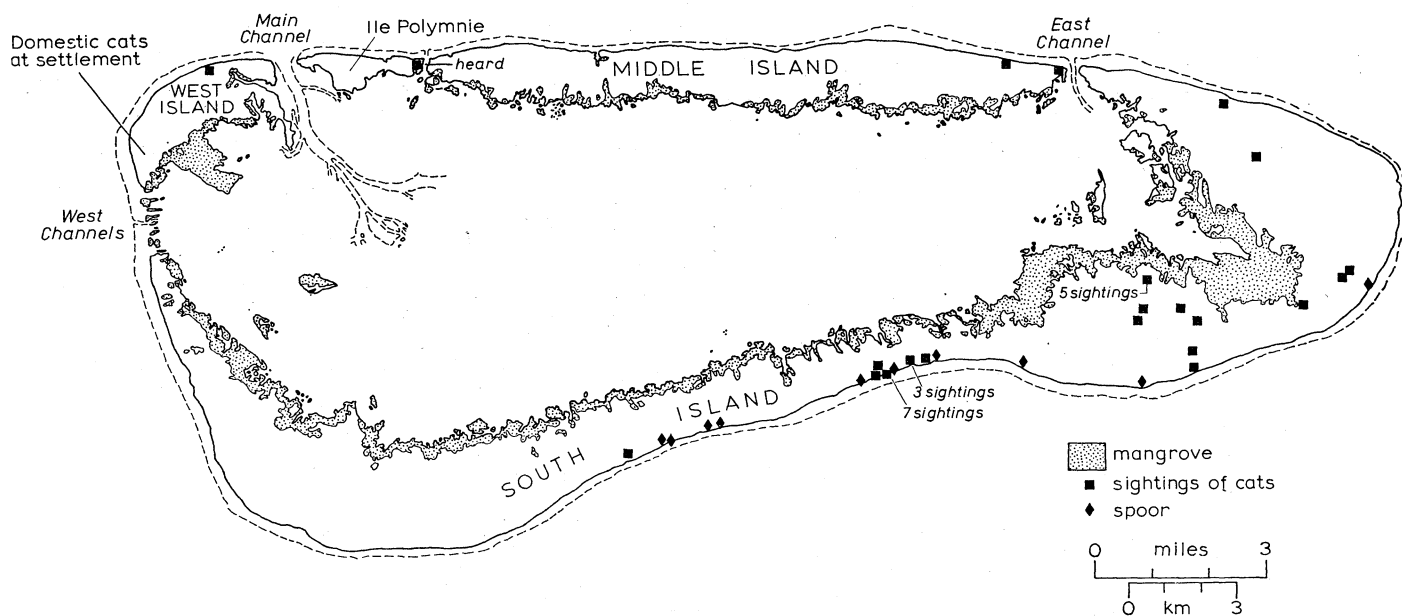 Main
Channel
Ile Polymnie
East
Channel
Domestic cats
at settlement
heard
MIDDLE ISLAND
WEST
ISLAND
West
Channels
5 sightings
3 sightings
7 sightings
SOUTH ISLAND
mangrove
sightings of cats
spoor
0 miles 3
0 km 3